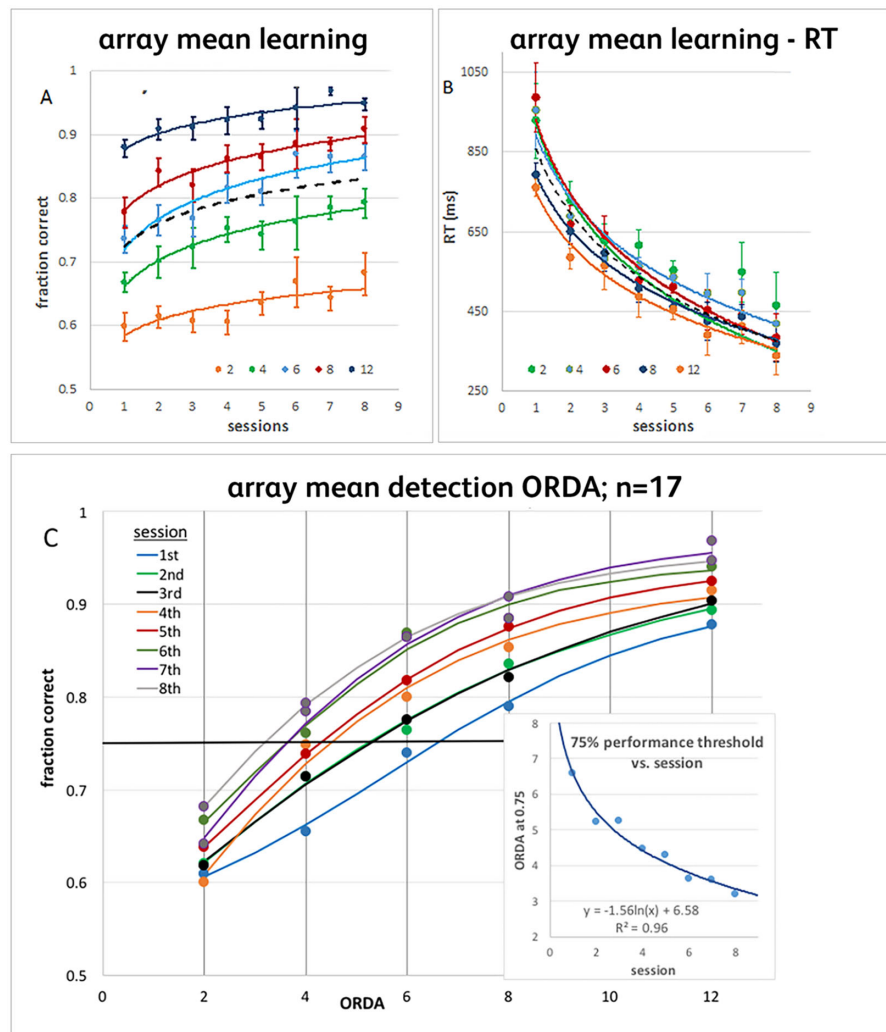 array mean learning
A
fraction correct
1
0.9
0.8
0.7
0.6
0.5
2 4 6 8 12
0 1 2 3 4 5 6 7 8 9
sessions
array mean learning - RT
B
RT (ms)
1050
850
650
450
250
2 4 6 8 12
0 1 2 3 4 5 6 7 8 9
sessions
array mean detection ORDA; n=17
C
fraction correct
1
0.9
0.8
0.7
0.6
0.5
session
1st
2nd
3rd
4th
5th
6th
7th
8th
0 2 4 6 8 10 12
ORDA
75% performance threshold
vs. session
ORDA at 0.75
8
7
6
5
4
3
2
y = -1.56ln(x) + 6.58
R² = 0.96
0 2 4 6 8
session